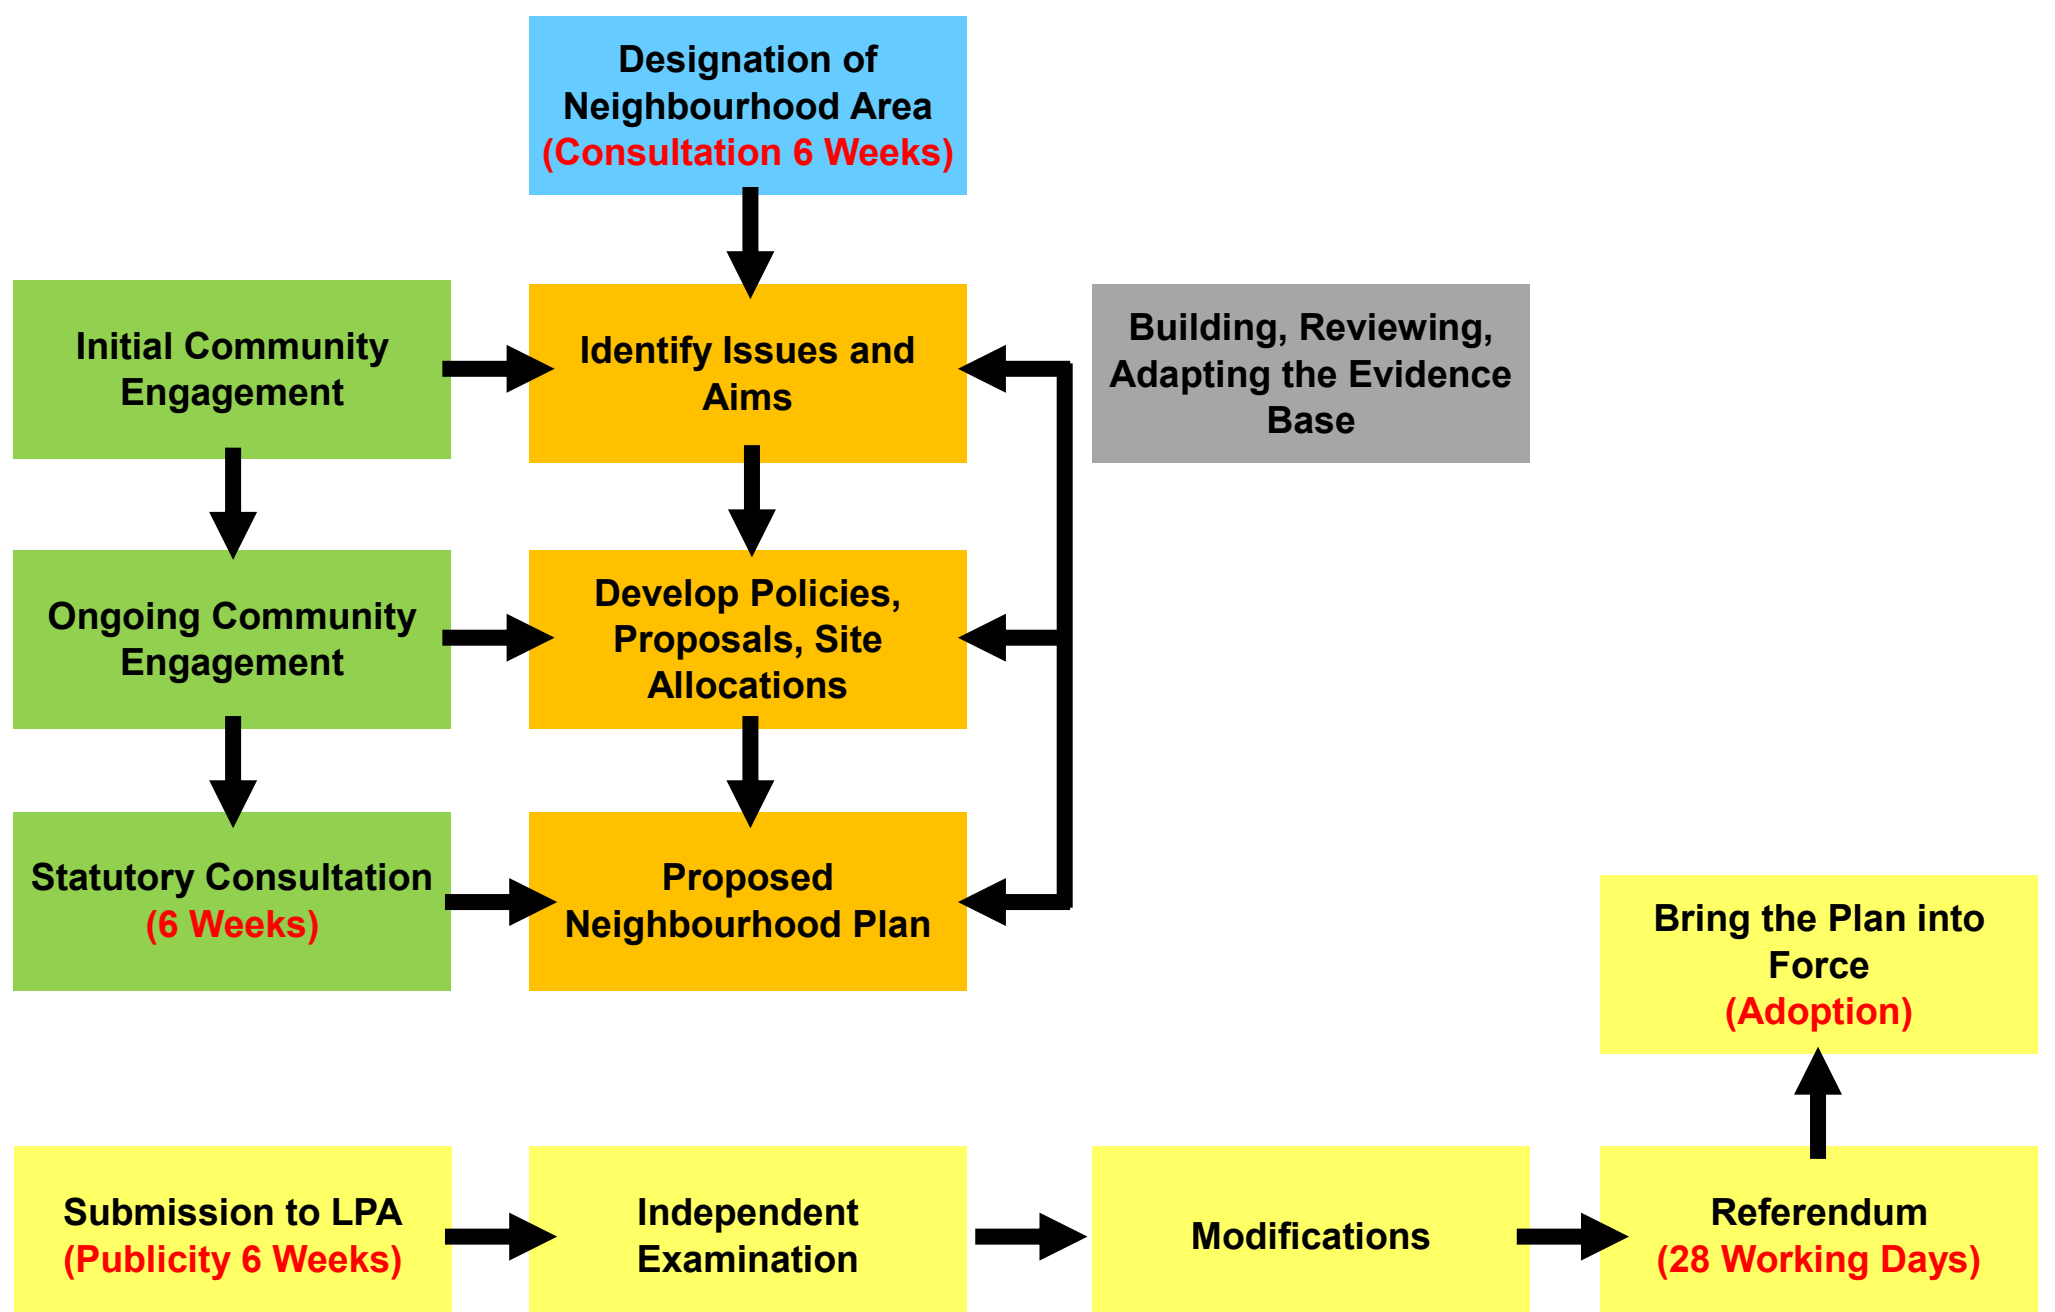 Designation of
Neighbourhood Area
(Consultation 6 Weeks)
Initial Community
Engagement
Identify Issues and
Aims
Building, Reviewing,
Adapting the Evidence
Base
Ongoing Community
Engagement
Develop Policies,
Proposals, Site
Allocations
Statutory Consultation
(6 Weeks)
Proposed
Neighbourhood Plan
Bring the Plan into
Force
(Adoption)
Submission to LPA
(Publicity 6 Weeks)
Independent
Examination
Modifications
Referendum
(28 Working Days)